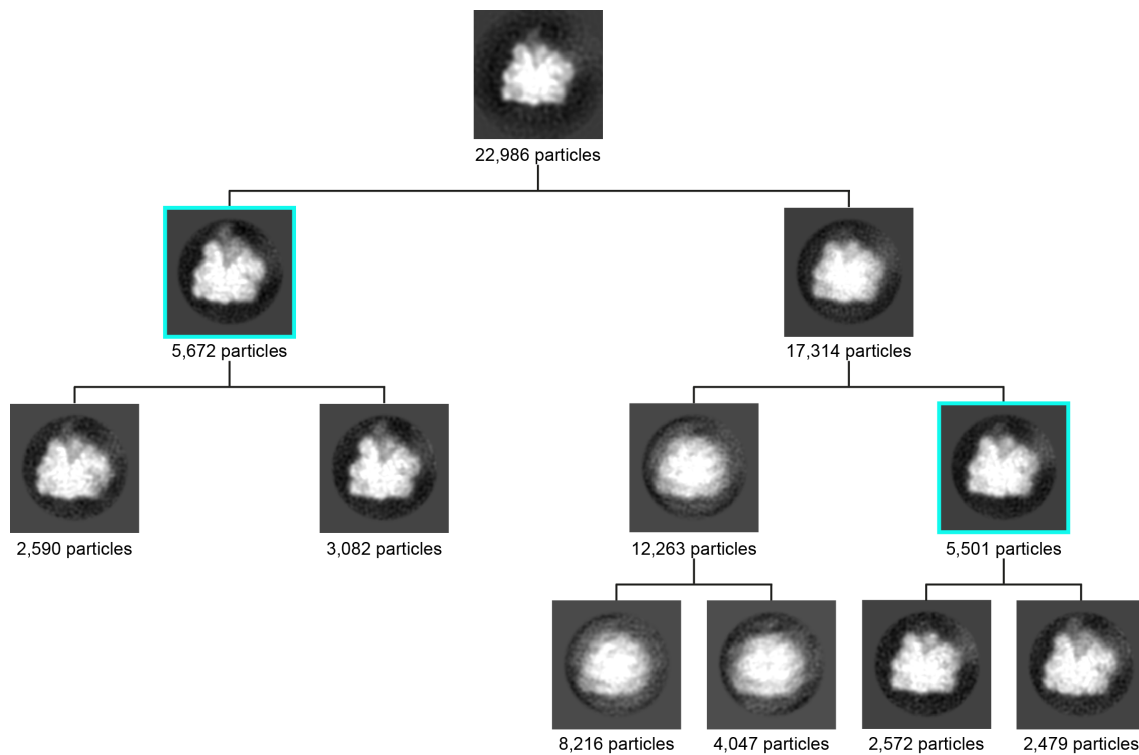 22,986 particles
5,672 particles
17,314 particles
2,590 particles
3,082 particles
12,263 particles
5,501 particles
8,216 particles
4,047 particles
2,572 particles
2,479 particles